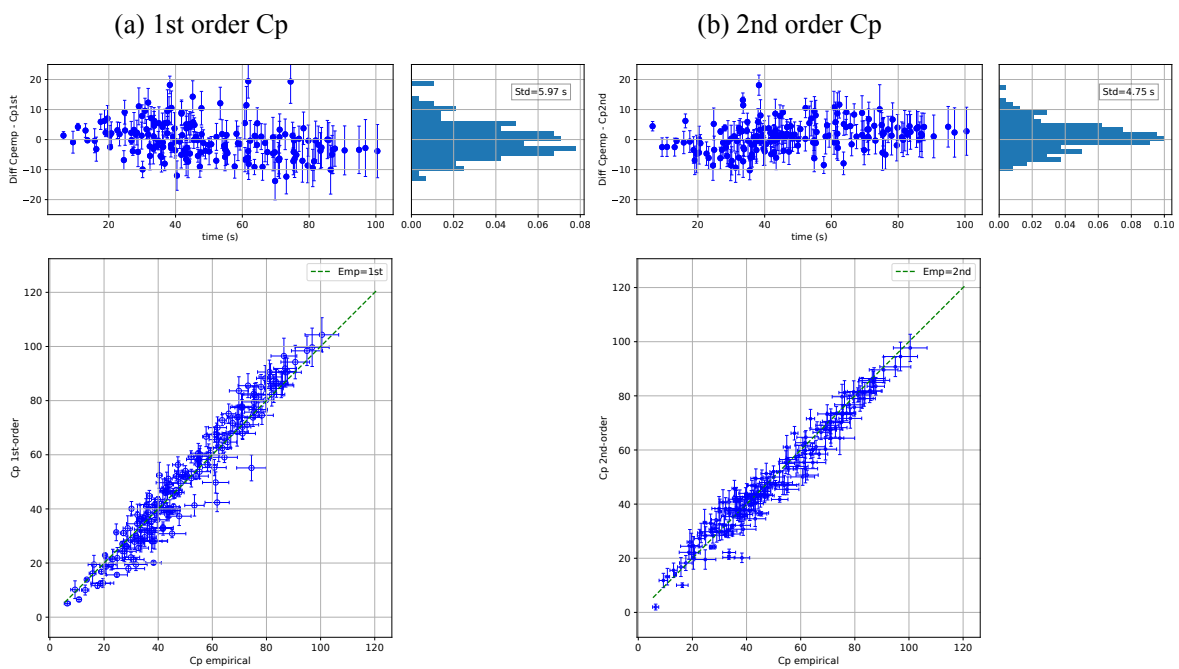 (a) 1st order Cp
(b) 2nd order Cp
Diff Cpemp - Cp1st
20
10
0
−10
−20
20 40 60 80 100
time (s)
Std=5.97 s
0.00 0.02 0.04 0.06 0.08
Diff Cpemp - Cp2nd
20
10
0
−10
−20
20 40 60 80 100
time (s)
Std=4.75 s
0.00 0.02 0.04 0.06 0.08 0.10
Cp 1st-order
120
100
80
60
40
20
0
Emp=1st
0 20 40 60 80 100 120
Cp empirical
Cp 2nd-order
120
100
80
60
40
20
0
Emp=2nd
0 20 40 60 80 100 120
Cp empirical